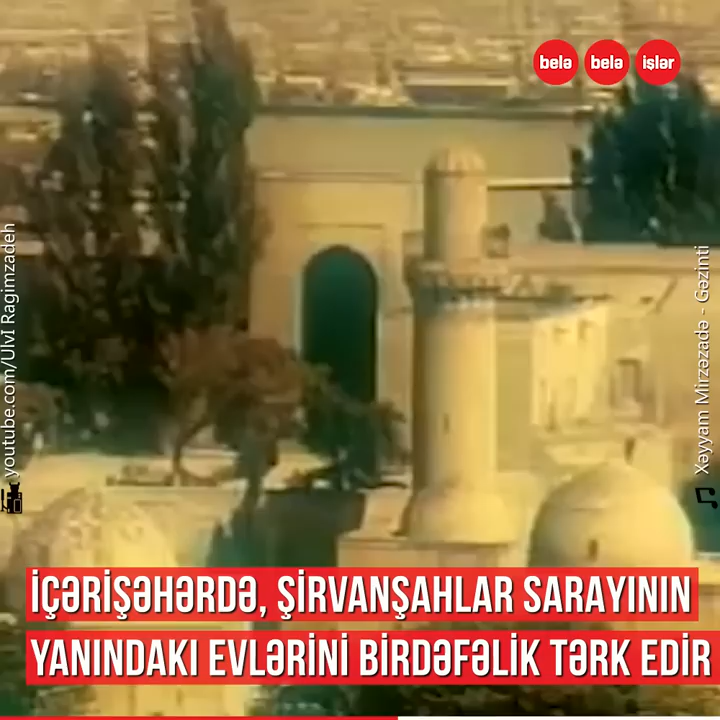 belə belə işlər
youtube.com/UlvI Ragimzadeh
Xəyyam Mirzəzadə - Gəzinti
İÇƏRİŞƏHƏRDƏ, ŞİRVANŞAHLAR SARAYININ
YANINDAKI EVLƏRİNİ BİRDƏFƏLİK TƏRK EDİR